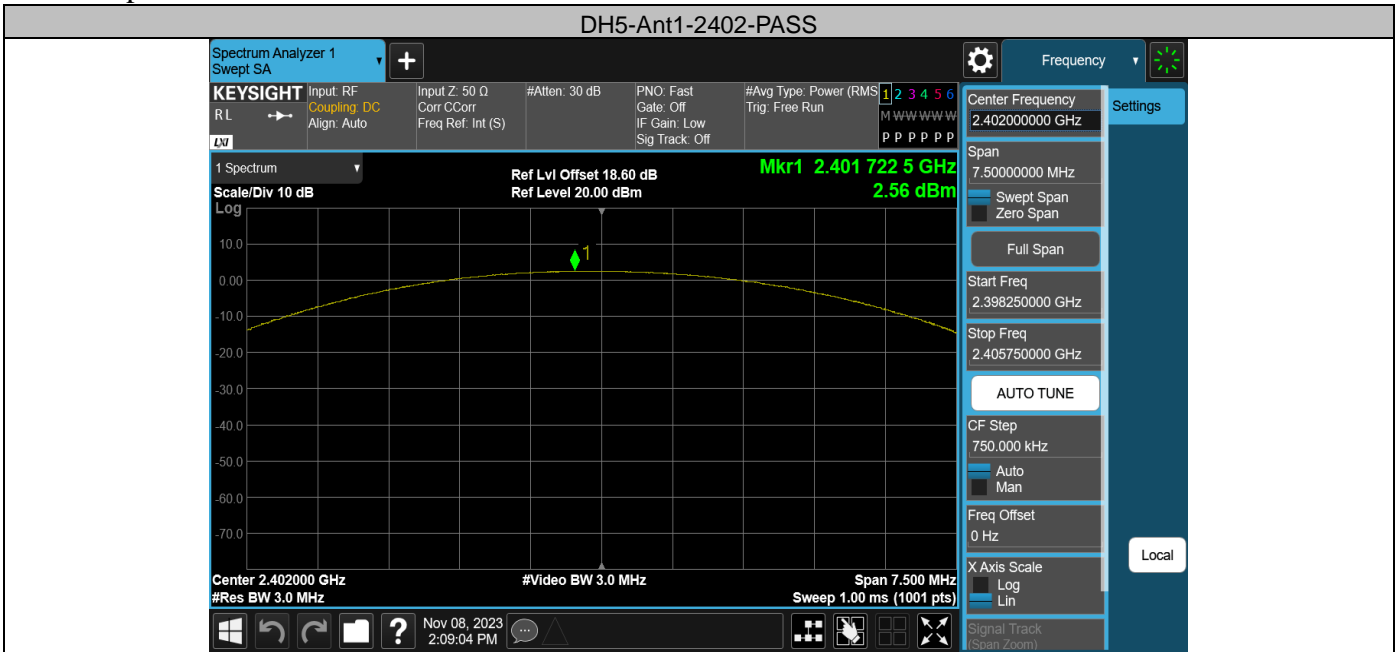 DH5-Ant1-2402-PASS
Spectrum Analyzer 1
Swept SA
Frequency
KEYSIGHT
RL
LXI
Input: RF
Coupling: DC
Align: Auto
Input Z: 50 Ω
Corr CCorr
Freq Ref: Int (S)
#Atten: 30 dB
PNO: Fast
Gate: Off
IF Gain: Low
Sig Track: Off
#Avg Type: Power (RMS
Trig: Free Run
1 2 3 4 5 6
M W W W W W
P P P P P P
1 Spectrum
Scale/Div 10 dB
Log
Ref Lvl Offset 18.60 dB
Ref Level 20.00 dBm
Mkr1 2.401 722 5 GHz
2.56 dBm
1
10.0
0.00
-10.0
-20.0
-30.0
-40.0
-50.0
-60.0
-70.0
Center 2.402000 GHz
#Res BW 3.0 MHz
#Video BW 3.0 MHz
Span 7.500 MHz
Sweep 1.00 ms (1001 pts)
Center Frequency
2.402000000 GHz
Settings
Span
7.50000000 MHz
Swept Span
Zero Span
Full Span
Start Freq
2.398250000 GHz
Stop Freq
2.405750000 GHz
AUTO TUNE
CF Step
750.000 kHz
Auto
Man
Freq Offset
0 Hz
X Axis Scale
Log
Lin
Signal Track
(Span Zoom)
Local
?
Nov 08, 2023
2:09:04 PM